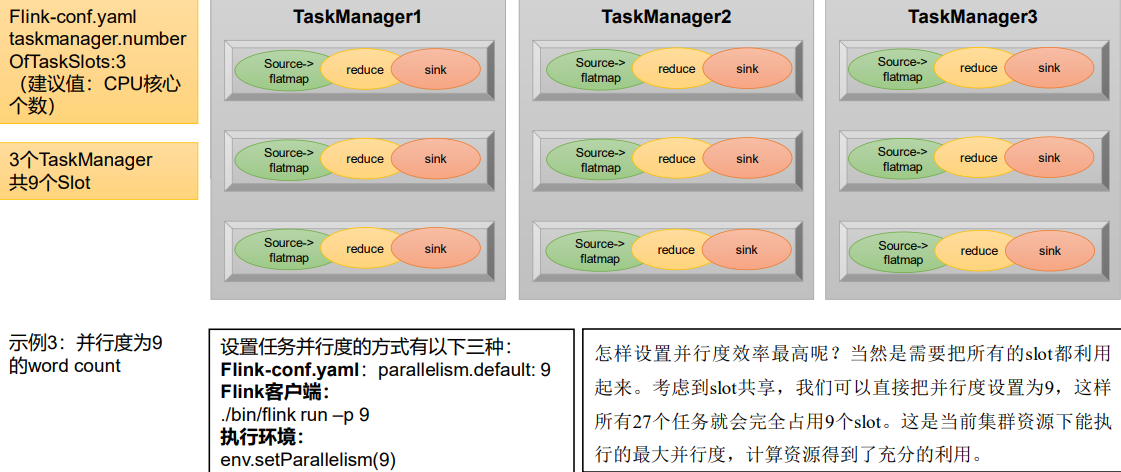 Flink-conf.yaml
taskmanager.number
OfTaskSlots:3
（建议值：CPU核心
个数）
3个TaskManager
共9个Slot
TaskManager1
Source->
flatmap
reduce
sink
Source->
flatmap
reduce
sink
Source->
flatmap
reduce
sink
TaskManager2
Source->
flatmap
reduce
sink
Source->
flatmap
reduce
sink
Source->
flatmap
reduce
sink
TaskManager3
Source->
flatmap
reduce
sink
Source->
flatmap
reduce
sink
Source->
flatmap
reduce
sink
示例3：并行度为9
的word count
设置任务并行度的方式有以下三种：
Flink-conf.yaml：parallelism.default: 9
Flink客户端：
./bin/flink run –p 9
执行环境：
env.setParallelism(9)
怎样设置并行度效率最高呢？当然是需要把所有的slot都利用
起来。考虑到slot共享，我们可以直接把并行度设置为9，这样
所有27个任务就会完全占用9个slot。这是当前集群资源下能执
行的最大并行度，计算资源得到了充分的利用。